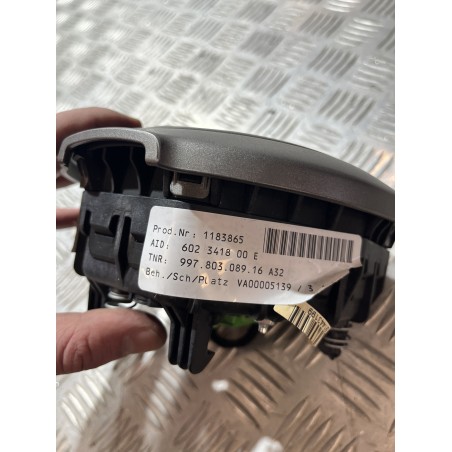 Prod.Nr: 1183865
AID: 602 3418 00 E
TNR: 997.803.089.16 A32
Beh./Sch/Platz VA00005139 / 3